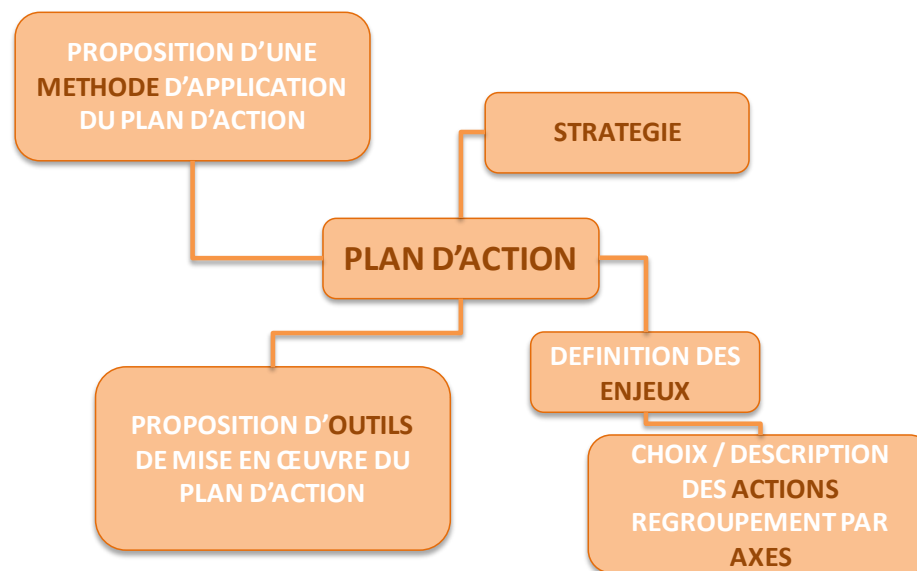 PROPOSITION D’UNE
METHODE D’APPLICATION
DU PLAN D’ACTION
STRATEGIE
PLAN D’ACTION
DEFINITION DES
ENJEUX
PROPOSITION D’OUTILS
DE MISE EN ŒUVRE DU
PLAN D’ACTION
CHOIX / DESCRIPTION
DES ACTIONS
REGROUPEMENT PAR
AXES